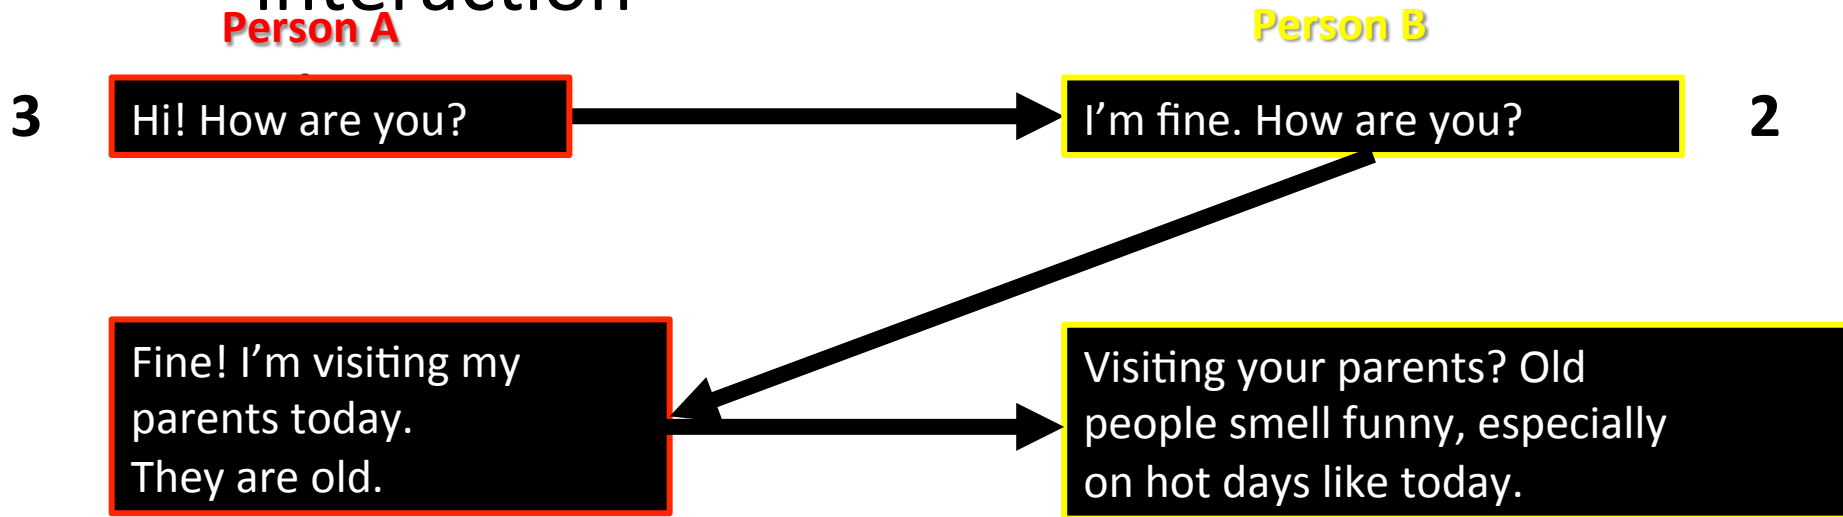 interaction
Person A
Person B
3
Hi! How are you?
I’m fine. How are you?
2
Fine! I’m visiting my
parents today.
They are old.
Visiting your parents? Old
people smell funny, especially
on hot days like today.